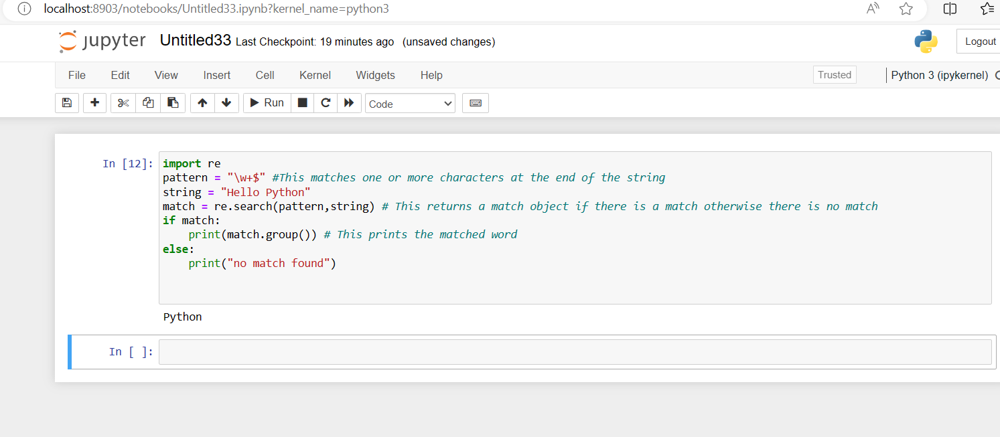 localhost:8903/notebooks/Untitled33.ipynb?kernel_name=python3
jupyter Untitled33 Last Checkpoint: 19 minutes ago (unsaved changes) Logout
File Edit View Insert Cell Kernel Widgets Help Trusted Python 3 (ipykernel)
Run Code
In [12]: import re
pattern = "\w+$" #This matches one or more characters at the end of the string
string = "Hello Python"
match = re.search(pattern,string) # This returns a match object if there is a match otherwise there is no match
if match:
    print(match.group()) # This prints the matched word
else:
    print("no match found")
Python
In [ ]: